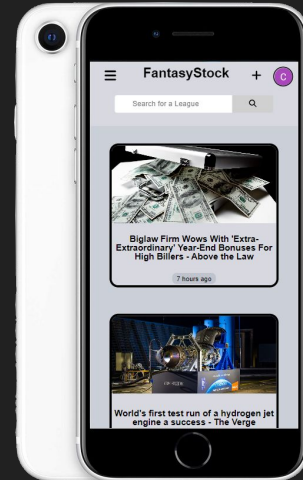 FantasyStock
+
C
Search for a League
Biglaw Firm Wows With 'Extra-
Extraordinary' Year-End Bonuses For
High Billers - Above the Law
7 hours ago
World's first test run of a hydrogen jet
engine a success - The Verge